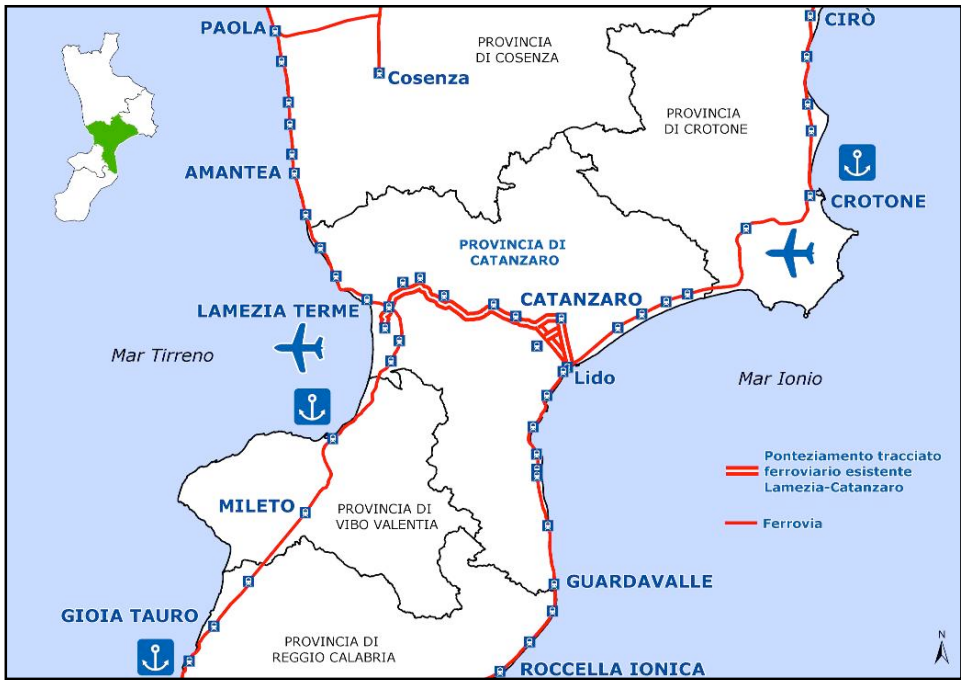 PAOLA
CIRÒ
PROVINCIA
DI COSENZA
Cosenza
PROVINCIA
DI CROTONE
AMANTEA
CROTONE
PROVINCIA DI
CATANZARO
LAMEZIA TERME
CATANZARO
Mar Tirreno
Lido
Mar Ionio
Ponteziamento tracciato
ferroviario esistente
Lamezia-Catanzaro
MILETO
PROVINCIA DI
VIBO VALENTIA
Ferrovia
GUARDAVALLE
GIOIA TAURO
PROVINCIA DI
REGGIO CALABRIA
ROCCELLA IONICA
N